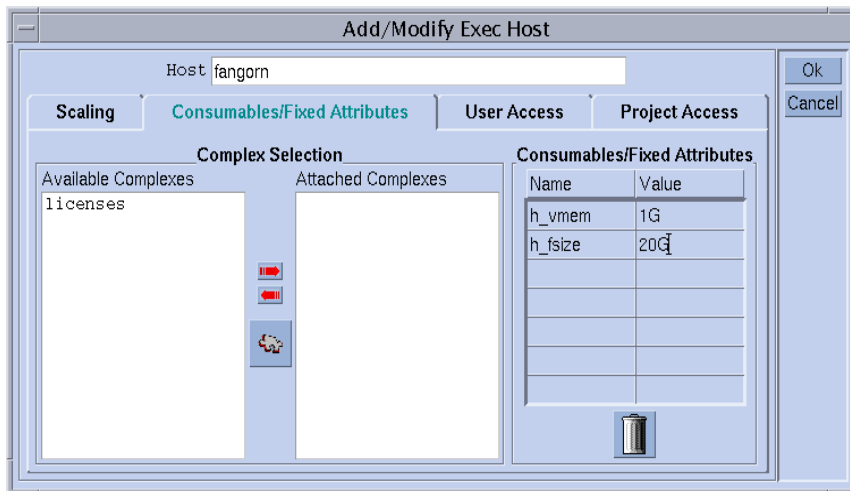 Add/Modify Exec Host
Host fangorn
Ok
Cancel
Scaling
Consumables/Fixed Attributes
User Access
Project Access
Complex Selection
Available Complexes
Attached Complexes
licenses
Consumables/Fixed Attributes
Name Value
h_vmem 1G
h_fsize 20G